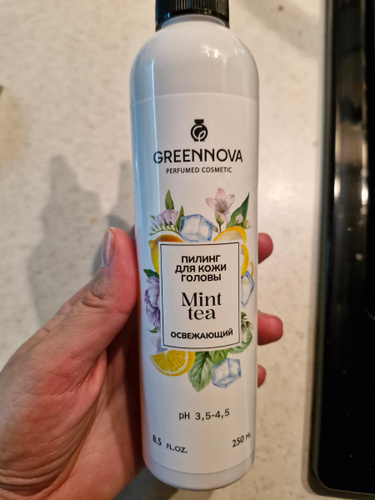 GREENNOVA
PERFUMED COSMETIC
ПИЛИНГ
ДЛЯ КОЖИ
ГОЛОВЫ
Mint
tea
ОСВЕЖАЮЩИЙ
pH 3,5-4,5
8.5 FL.OZ. 250 ML